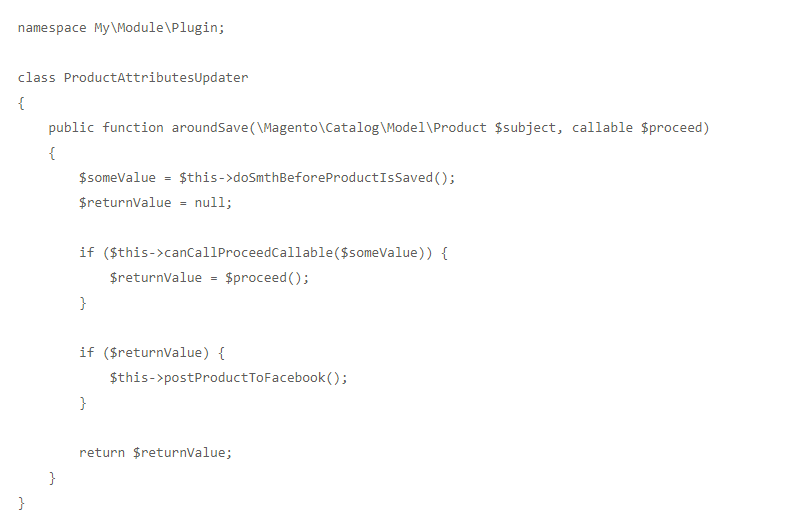 namespace My\Module\Plugin;
class ProductAttributesUpdater
{
public function aroundSave(\Magento\Catalog\Model\Product $subject, callable $proceed)
{
$someValue = $this->doSmthBeforeProductIsSaved();
$returnValue = null;
if ($this->canCallProceedCallable($someValue)) {
$returnValue = $proceed();
}
if ($returnValue) {
$this->postProductToFacebook();
}
return $returnValue;
}
}